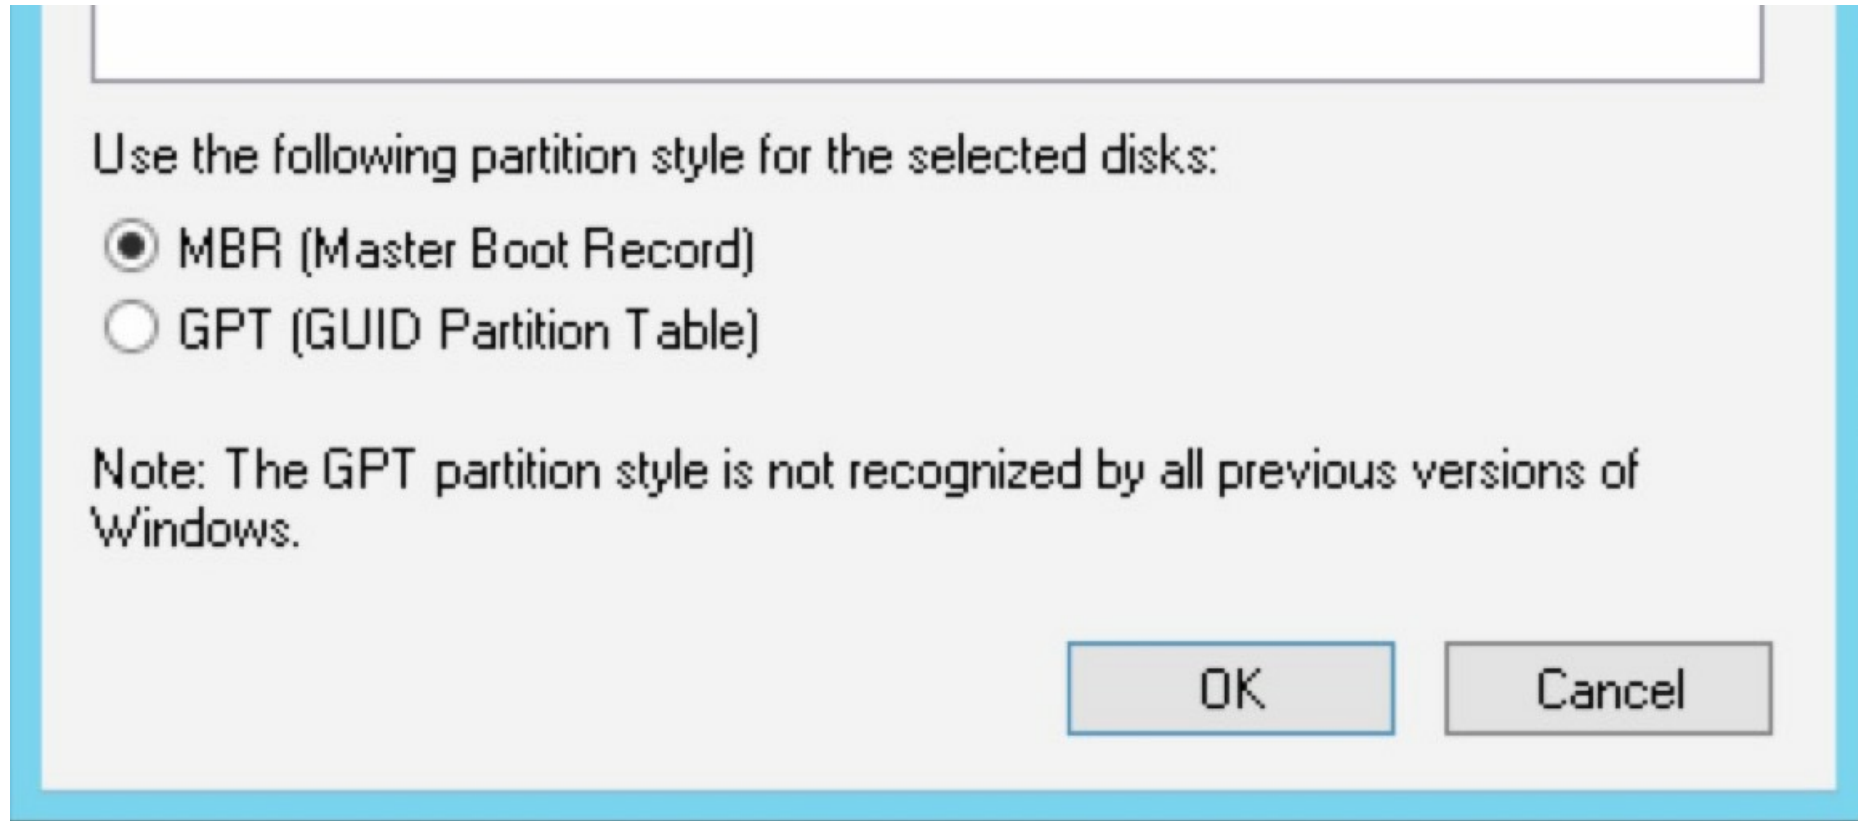 Use the following partition style for the selected disks:
MBR (Master Boot Record)
GPT (GUID Partition Table)
Note: The GPT partition style is not recognized by all previous versions of
Windows.
OK
Cancel